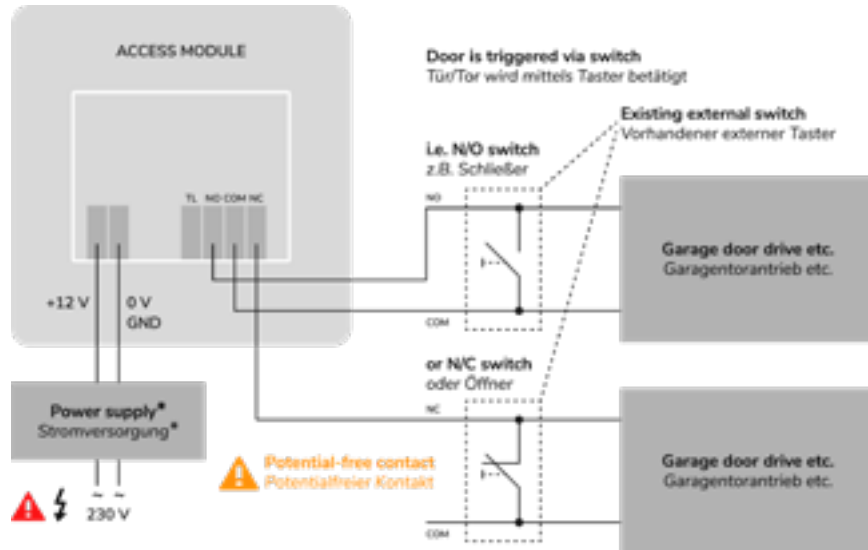 ACCESS MODULE
Door is triggered via switch
Tür/Tor wird mittels Taster betätigt
Existing external switch
Vorhandener externer Taster
i.e. N/O switch
z.B. Schließer
TL NO COM NC
NO
Garage door drive etc.
Garagentorantrieb etc.
+12 V
0 V
GND
COM
or N/C switch
oder Öffner
NC
Power supply*
Stromversorgung*
Potential-free contact
Potentialfreier Kontakt
Garage door drive etc.
Garagentorantrieb etc.
~ ~
230 V
COM